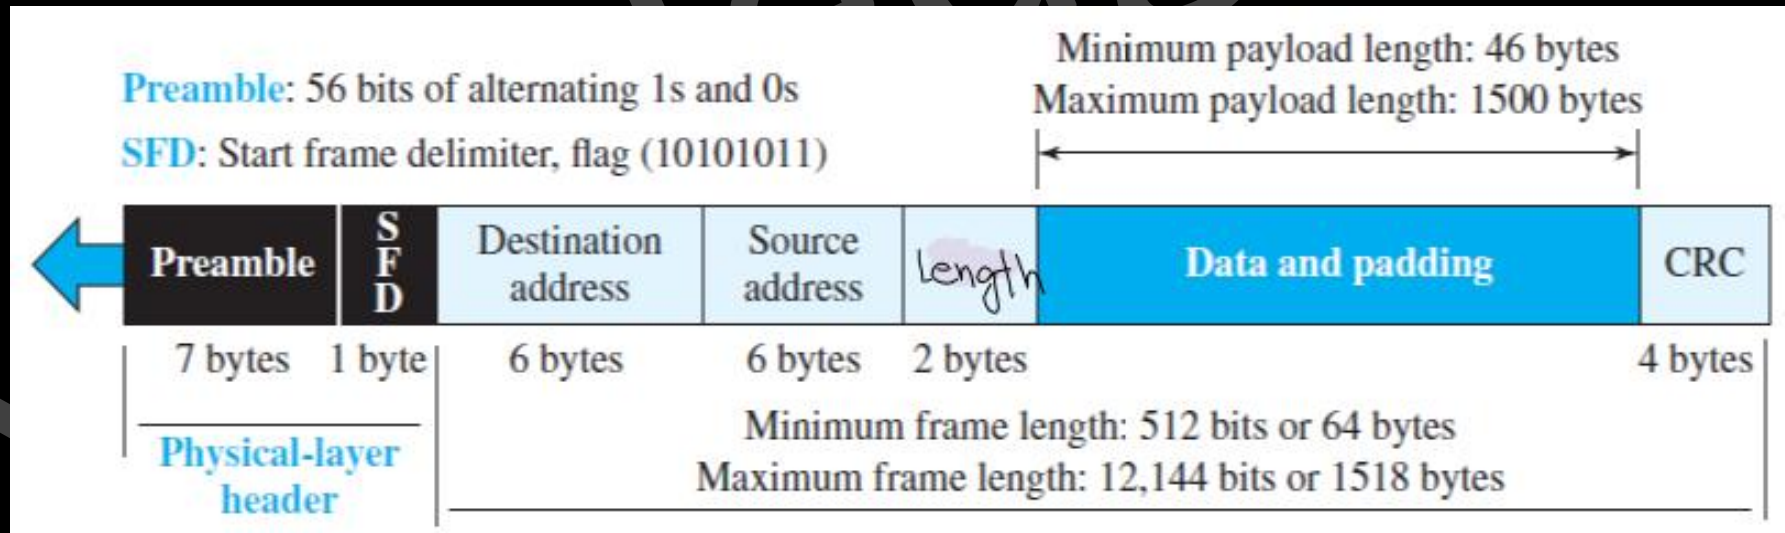 Minimum payload length: 46 bytes
Preamble: 56 bits of alternating 1s and 0s
Maximum payload length: 1500 bytes
SFD: Start frame delimiter, flag (10101011)
Preamble
SFD
Destination address
Source address
Length
Data and padding
CRC
7 bytes 1 byte 6 bytes 6 bytes 2 bytes 4 bytes
Physical-layer header
Minimum frame length: 512 bits or 64 bytes
Maximum frame length: 12,144 bits or 1518 bytes